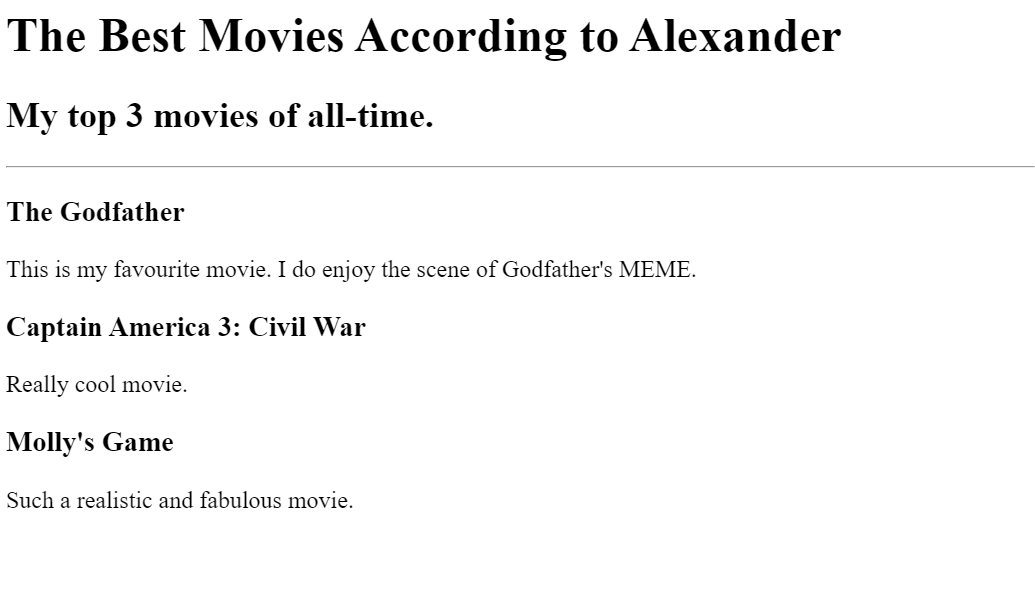 The Best Movies According to Alexander
My top 3 movies of all-time.
The Godfather
This is my favourite movie. I do enjoy the scene of Godfather's MEME.
Captain America 3: Civil War
Really cool movie.
Molly's Game
Such a realistic and fabulous movie.